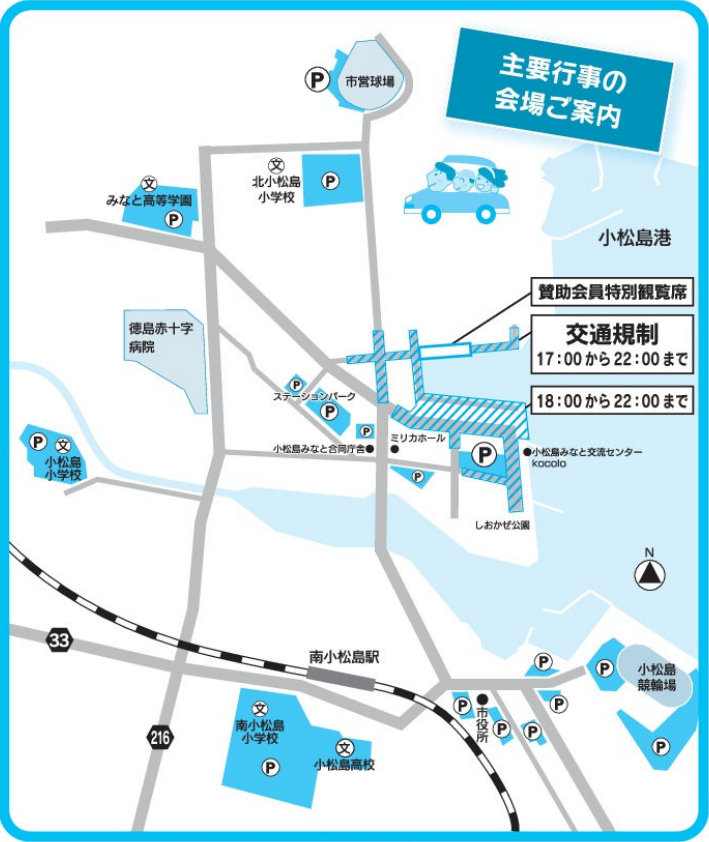 主要行事の
会場ご案内
P
市営球場
文
北小松島
小学校
P
文
みなと高等学園
P
小松島港
賛助会員特別観覧席
交通規制
17:00から22:00まで
18:00から22:00まで
徳島赤十字
病院
P
ステーションパーク
P
P
小松島みなと合同庁舎
ミリカホール
P
P
小松島みなと交流センター
kocolo
しおかぜ公園
P
文
小松島
小学校
N
33
216
南小松島駅
文
南小松島
小学校
P
文
小松島高校
P
市役所
P
P
P
P
P
小松島
競輪場
P